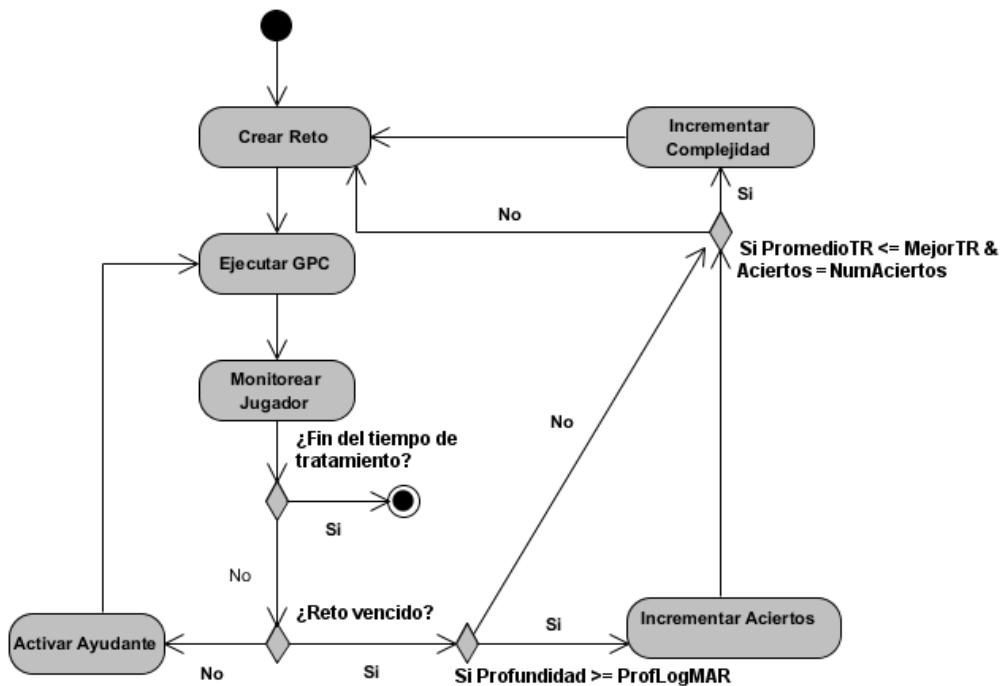 Crear Reto
Incrementar
Complejidad
Si
No
Si PromedioTR <= MejorTR &
Aciertos = NumAciertos
Ejecutar GPC
Monitorear
Jugador
¿Fin del tiempo de
tratamiento?
No
Si
No
¿Reto vencido?
Activar Ayudante
Incrementar Aciertos
Si
No
Si
Si Profundidad >= ProfLogMAR